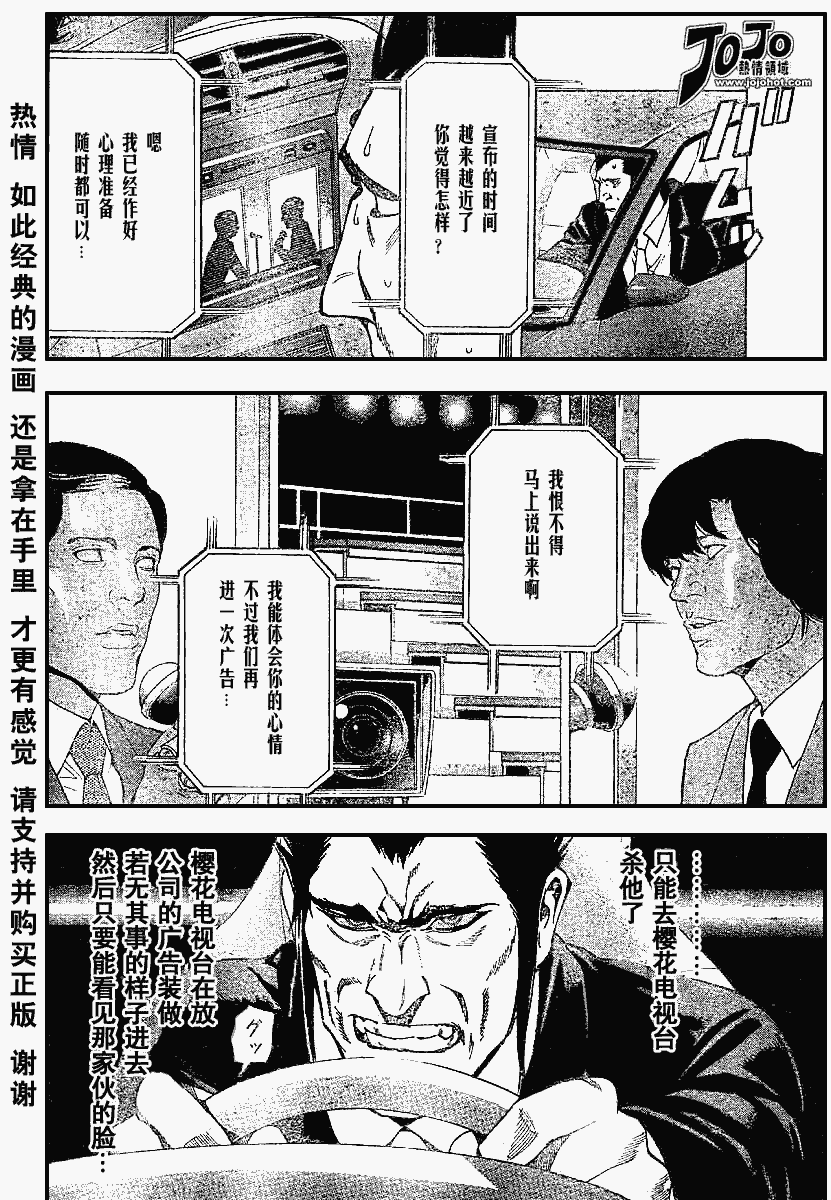 JOJO
熱情領域
www.jojohot.com
宣布的时间
越来越近了
你觉得怎样?
嗯
我已经作好
心理准备
随时都可以…
我恨不得
马上说出来啊
我能体会你的心情
不过我们再
进一次广告…
…………
只能去樱花电视台
杀他了
樱花电视台在放
公司的广告装做
若无其事的样子进去
然后只要能看见那家伙的脸…
グッ
热情 如此经典的漫画 还是拿在手里 才更有感觉 请支持并购买正版 谢谢